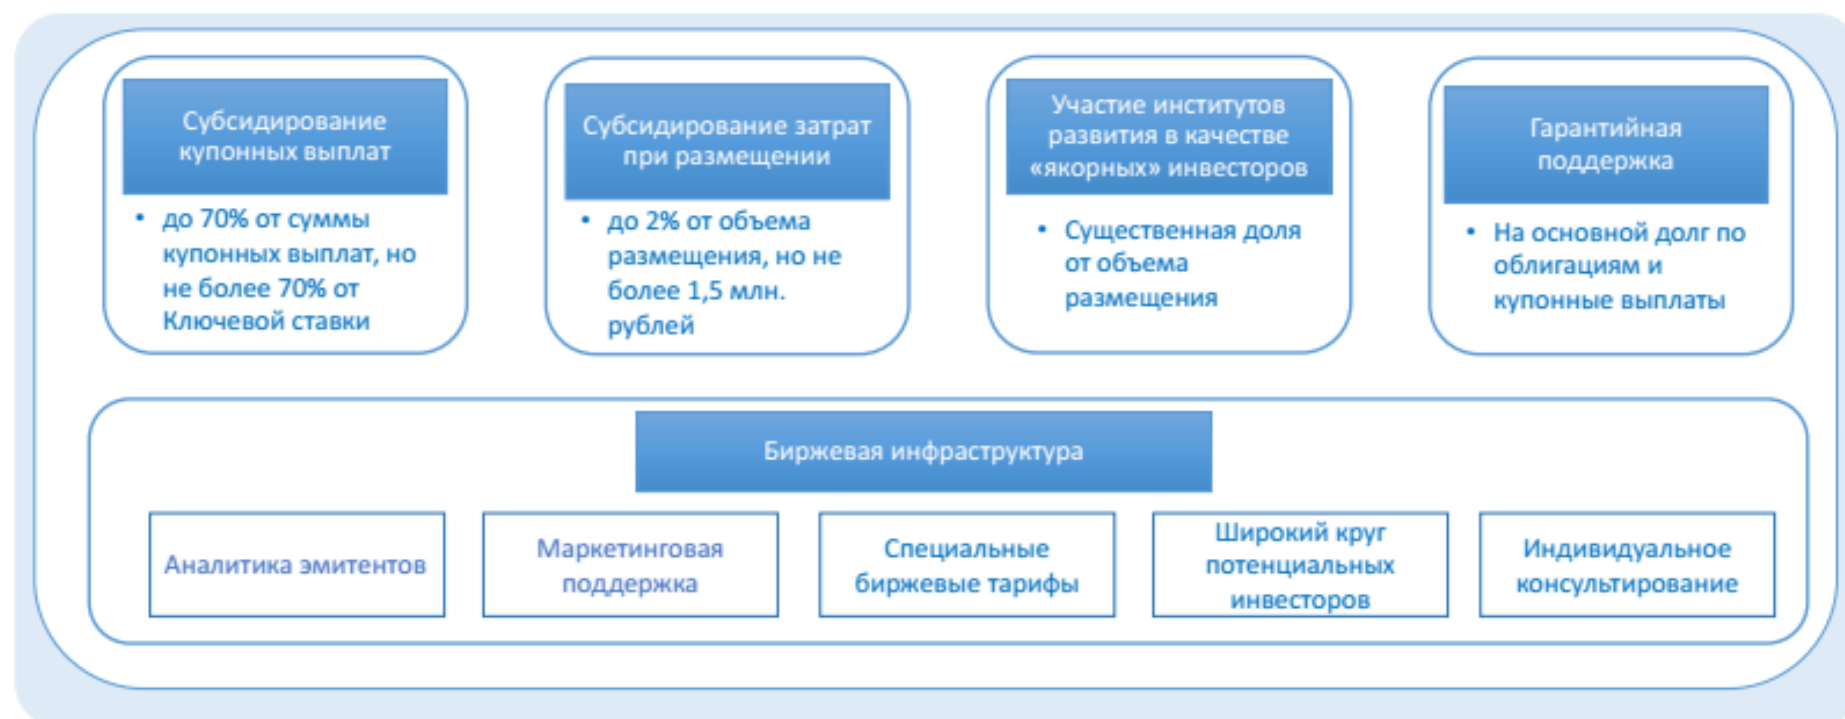 Субсидирование
купонных выплат
• до 70% от суммы
купонных выплат, но
не более 70% от
Ключевой ставки
Субсидирование затрат
при размещении
• до 2% от объема
размещения, но не
более 1,5 млн.
рублей
Участие институтов
развития в качестве
«якорных» инвесторов
• Существенная доля
от объема
размещения
Гарантийная
поддержка
• На основной долг по
облигациям и
купонные выплаты
Биржевая инфраструктура
Аналитика эмитентов
Маркетинговая
поддержка
Специальные
биржевые тарифы
Широкий круг
потенциальных
инвесторов
Индивидуальное
консультирование